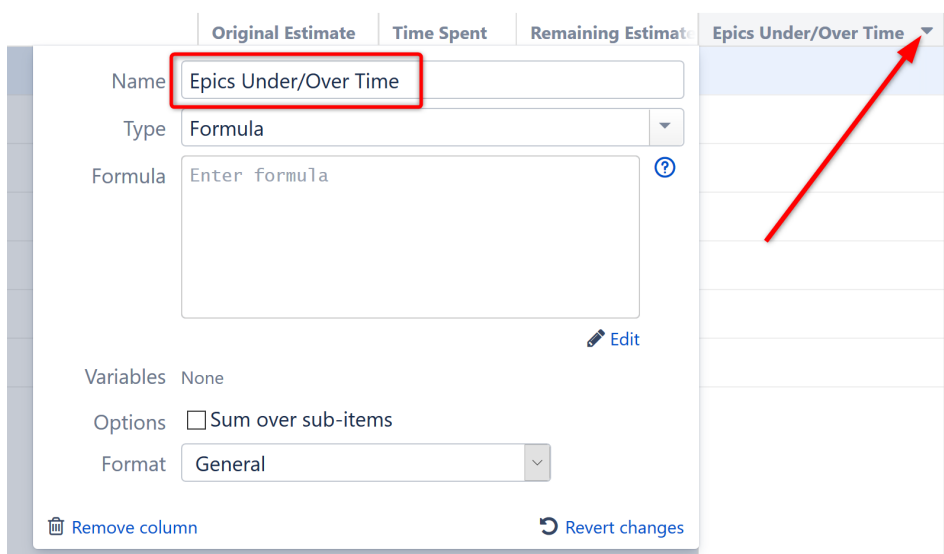 Original Estimate Time Spent Remaining Estimate Epics Under/Over Time
Name Epics Under/Over Time
Type Formula
Formula Enter formula
?
Edit
Variables None
Options Sum over sub-items
Format General
Remove column Revert changes